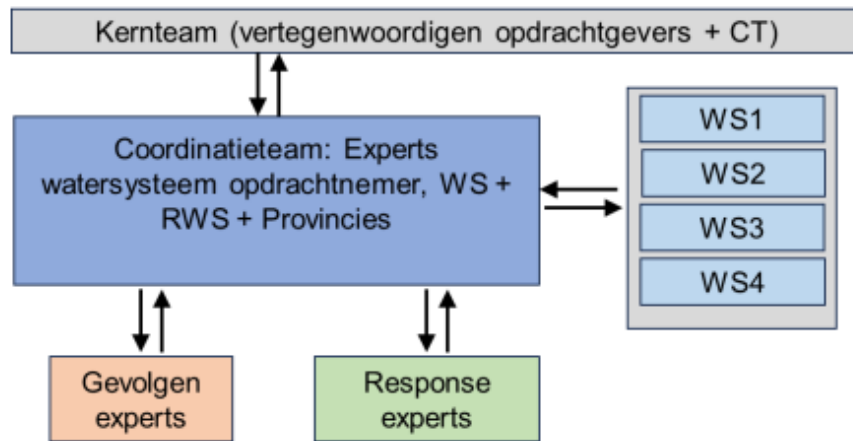 Kernteam (vertegenwoordigen opdrachtgevers + CT)
Coordinatieteam: Experts
watersysteem opdrachtnemer, WS +
RWS + Provincies
WS1
WS2
WS3
WS4
Gevolgen
experts
Response
experts